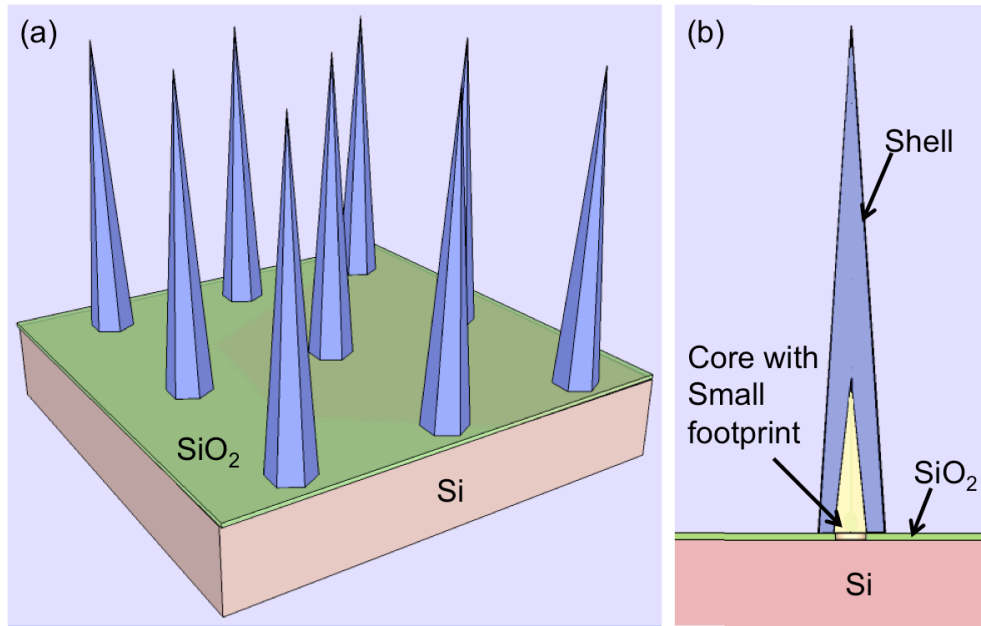 (a)
SiO₂
Si
(b)
Shell
Core with
Small
footprint
SiO₂
Si